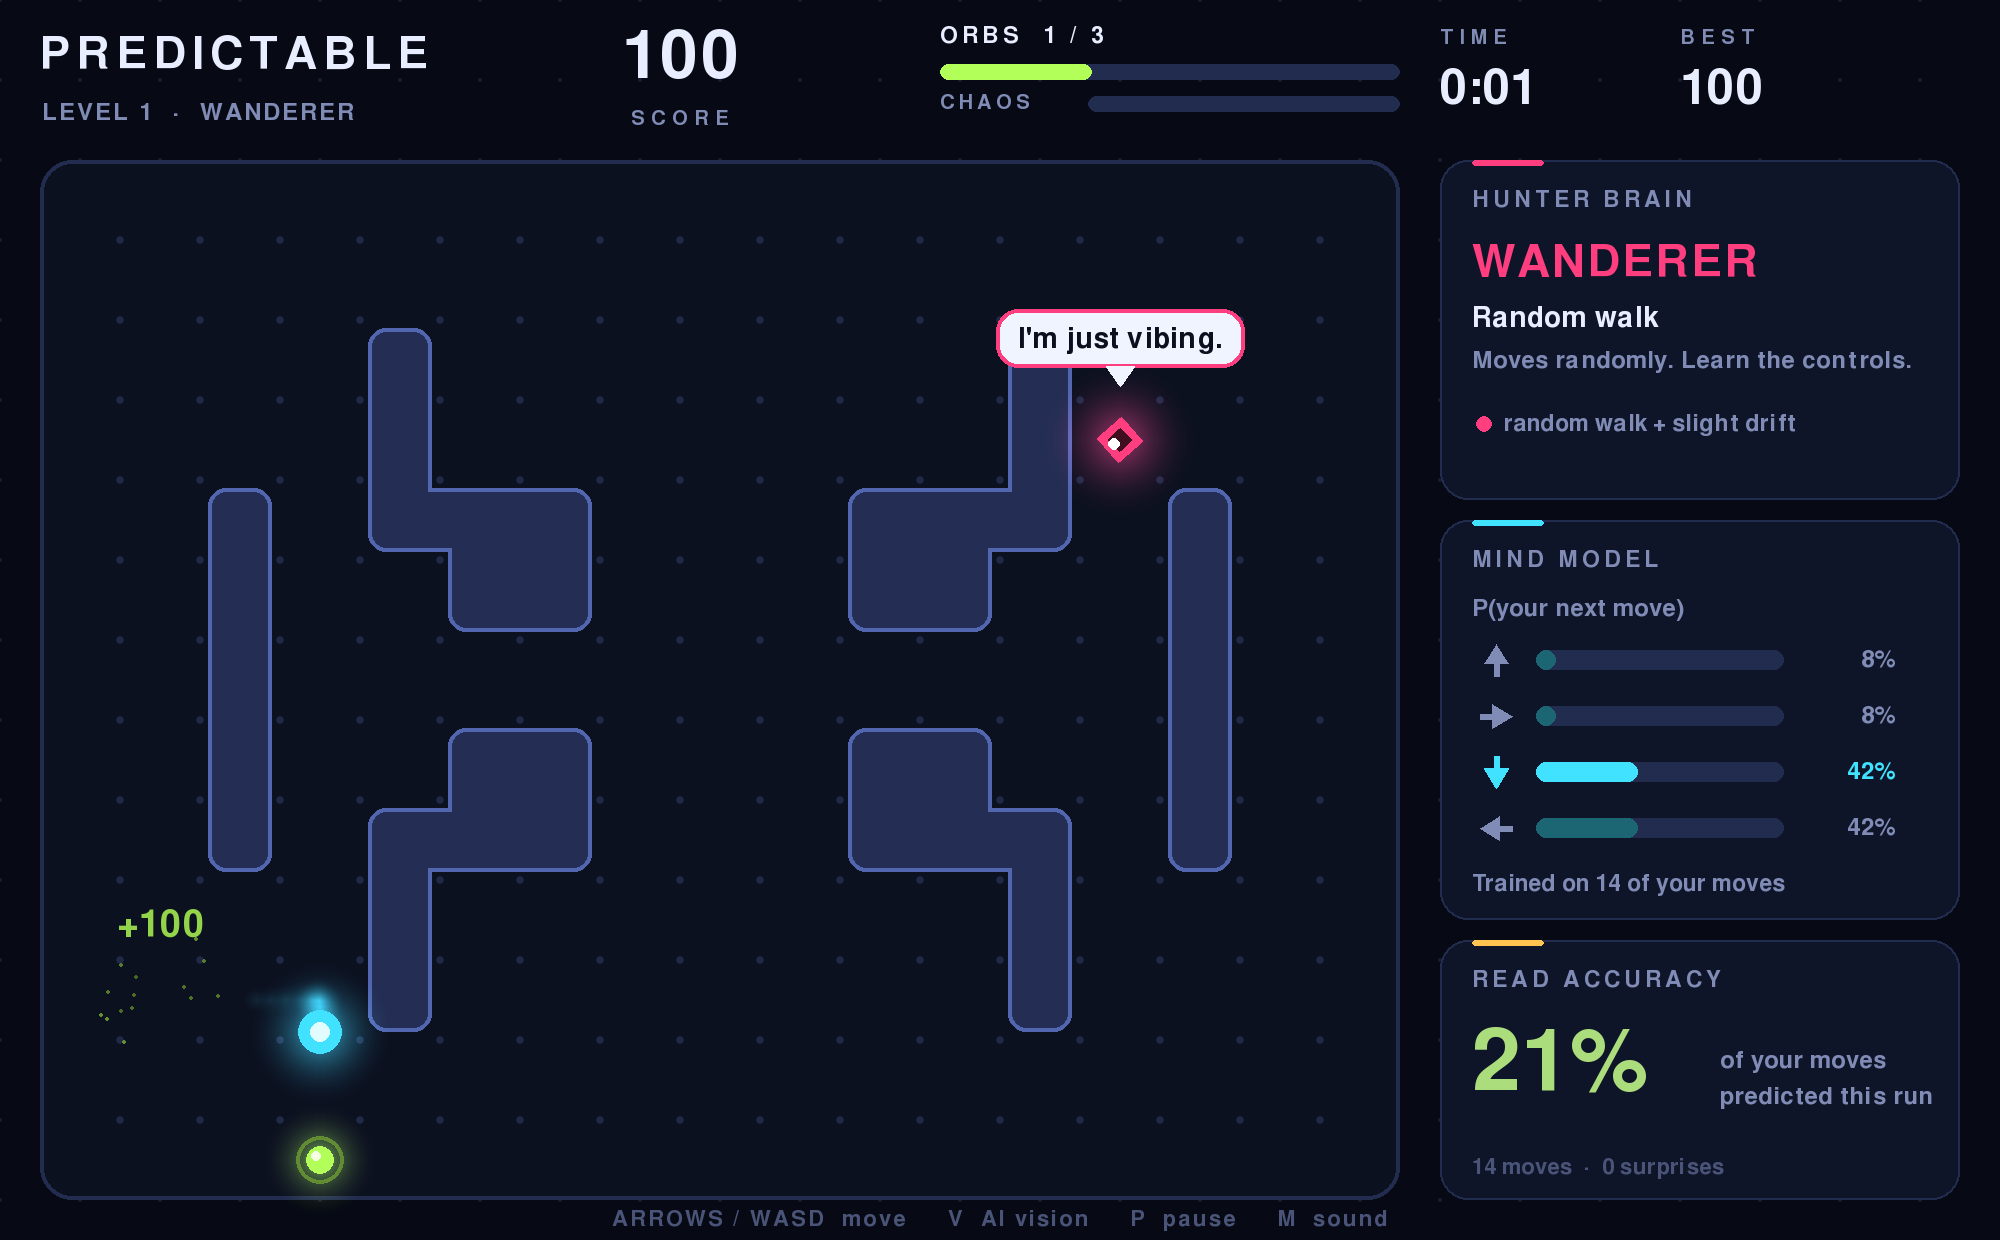 PREDICTABLE
LEVEL 1 · WANDERER
100
SCORE
ORBS 1 / 3
CHAOS
TIME
0:01
BEST
100
I'm just vibing.
+100
HUNTER BRAIN
WANDERER
Random walk
Moves randomly. Learn the controls.
random walk + slight drift
MIND MODEL
P(your next move)
8%
8%
42%
42%
Trained on 14 of your moves
READ ACCURACY
21%
of your moves
predicted this run
14 moves · 0 surprises
ARROWS / WASD move V AI vision P pause M sound